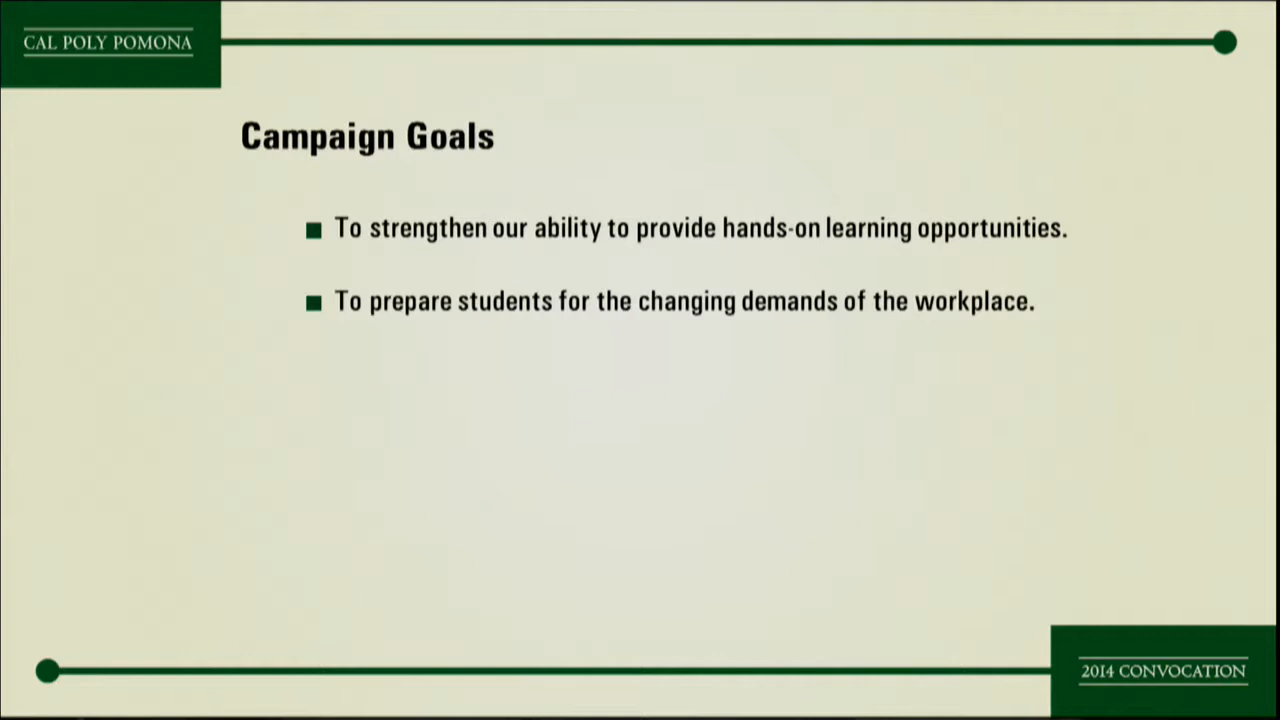 CAL POLY POMONA
Campaign Goals
To strengthen our ability to provide hands-on learning opportunities.
To prepare students for the changing demands of the workplace.
2014 CONVOCATION